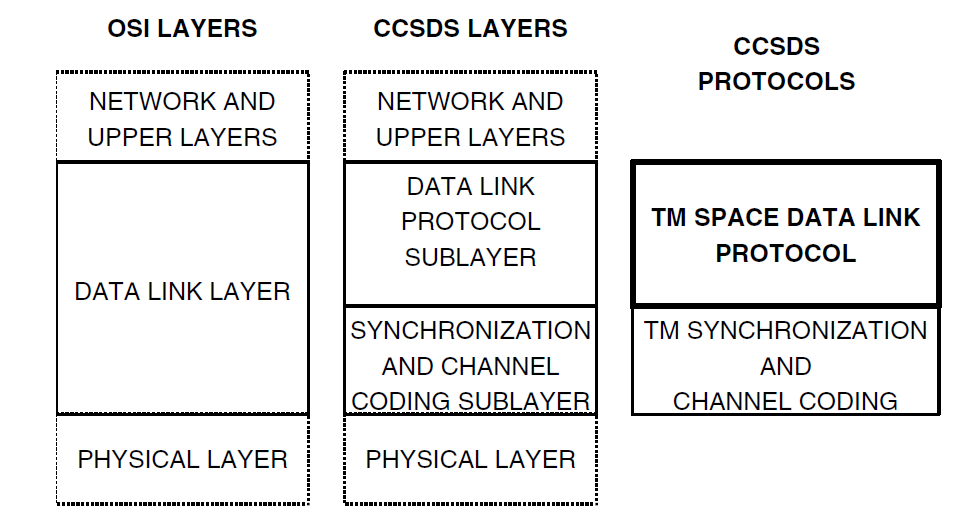 OSI LAYERS
CCSDS LAYERS
CCSDS
PROTOCOLS
NETWORK AND
UPPER LAYERS
NETWORK AND
UPPER LAYERS
DATA LINK LAYER
DATA LINK
PROTOCOL
SUBLAYER
TM SPACE DATA LINK
PROTOCOL
SYNCHRONIZATION
AND CHANNEL
CODING SUBLAYER
TM SYNCHRONIZATION
AND
CHANNEL CODING
PHYSICAL LAYER
PHYSICAL LAYER